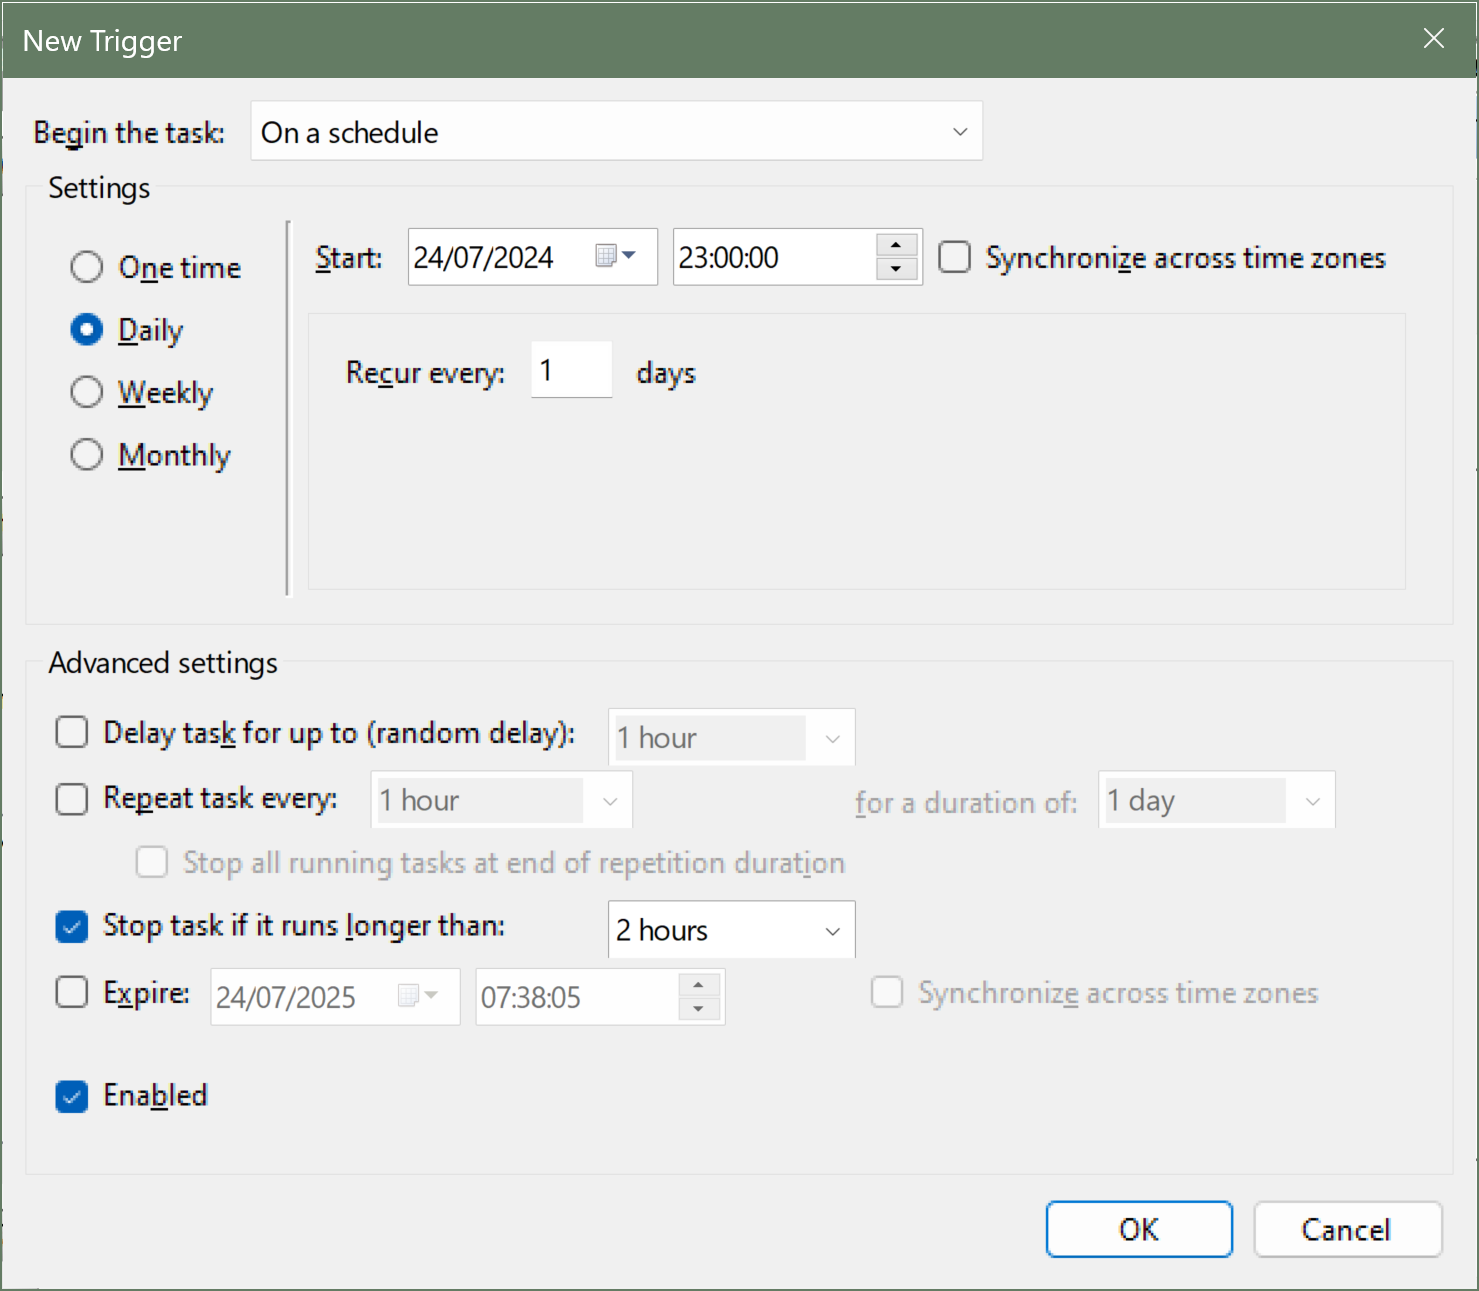 New Trigger
Begin the task: On a schedule
Settings
One time
Daily
Weekly
Monthly
Start: 24/07/2024 23:00:00 Synchronize across time zones
Recur every: 1 days
Advanced settings
Delay task for up to (random delay): 1 hour
Repeat task every: 1 hour for a duration of: 1 day
Stop all running tasks at end of repetition duration
Stop task if it runs longer than: 2 hours
Expire: 24/07/2025 07:38:05 Synchronize across time zones
Enabled
OK Cancel